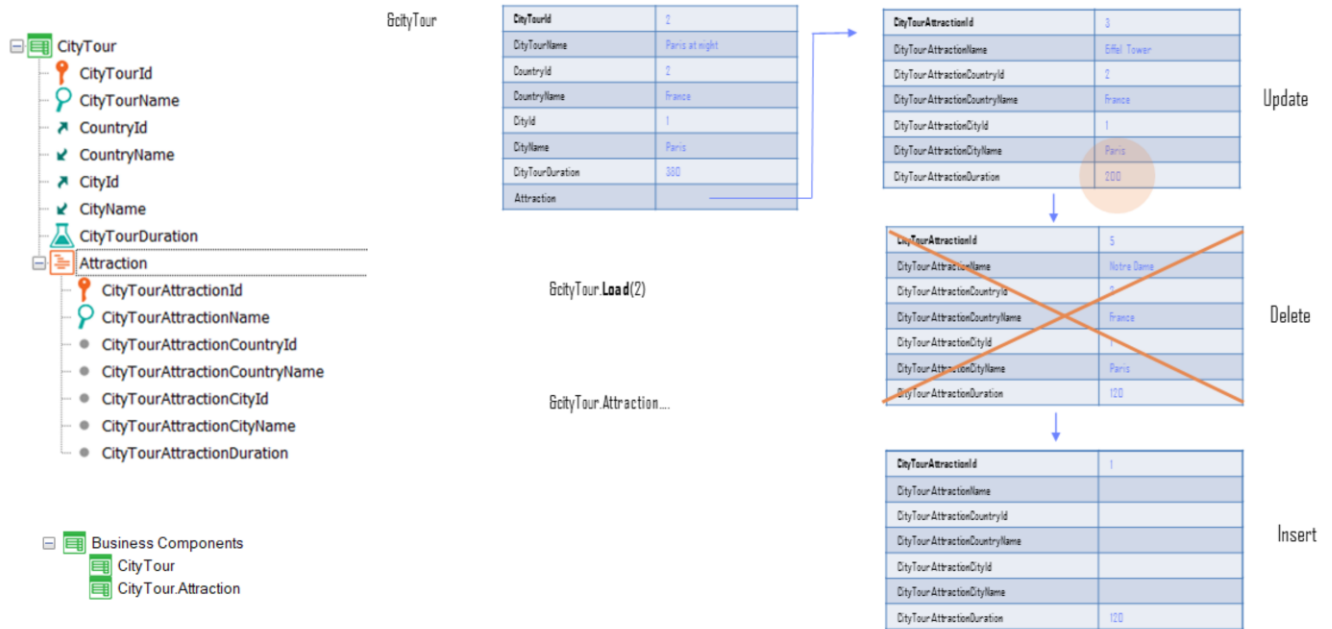 CityTour
CityTourId
CityTourName
CountryId
CountryName
CityId
CityName
CityTourDuration
Attraction
CityTourAttractionId
CityTourAttractionName
CityTourAttractionCountryId
CityTourAttractionCountryName
CityTourAttractionCityId
CityTourAttractionCityName
CityTourAttractionDuration
Business Components
CityTour
CityTour.Attraction
&cityTour
CityTourId 2
CityTourName Paris at night
CountryId 2
CountryName France
CityId 1
CityName Paris
CityTourDuration 380
Attraction
&cityTour.Load(2)
&cityTour.Attraction....
CityTourAttractionId 3
CityTourAttractionName Eiffel Tower
CityTourAttractionCountryId 2
CityTourAttractionCountryName France
CityTourAttractionCityId 1
CityTourAttractionCityName Paris
CityTourAttractionDuration 200
Update
CityTourAttractionId 5
CityTourAttractionName Notre Dame
CityTourAttractionCountryId 2
CityTourAttractionCountryName France
CityTourAttractionCityId 1
CityTourAttractionCityName Paris
CityTourAttractionDuration 120
Delete
CityTourAttractionId 1
CityTourAttractionName
CityTourAttractionCountryId
CityTourAttractionCountryName
CityTourAttractionCityId
CityTourAttractionCityName
CityTourAttractionDuration 120
Insert